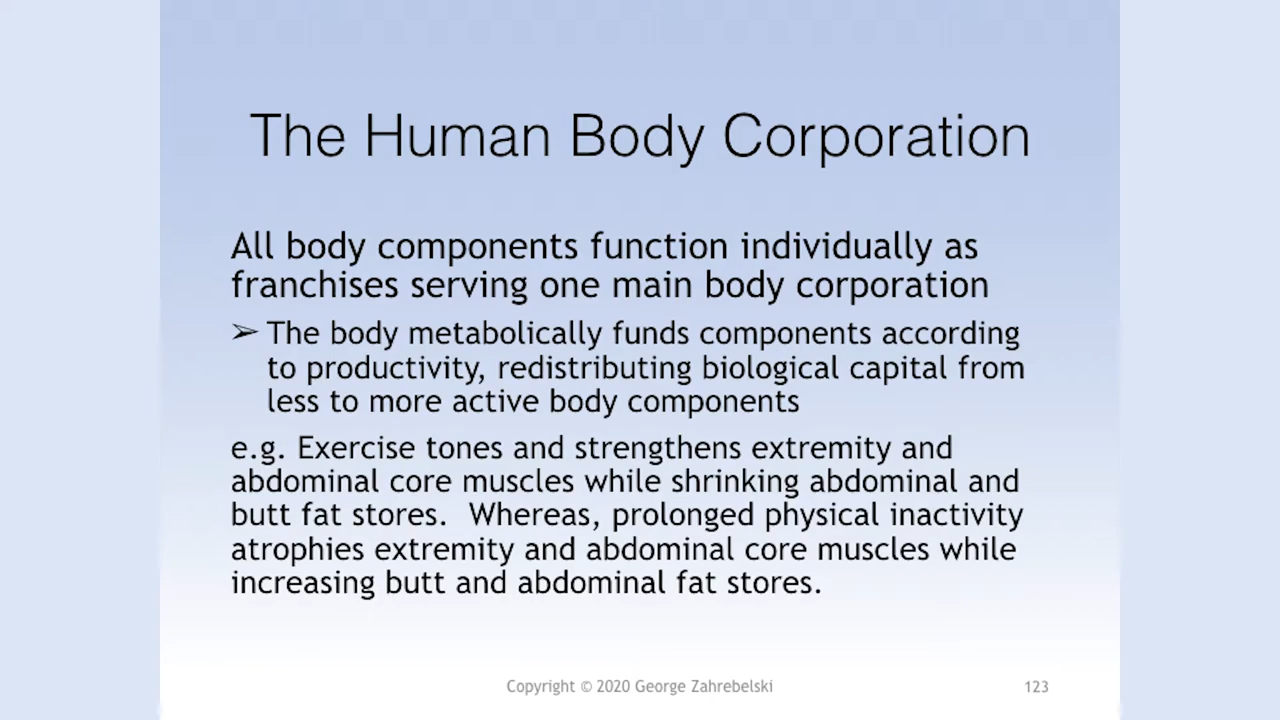 The Human Body Corporation
All body components function individually as
franchises serving one main body corporation
➢ The body metabolically funds components according
to productivity, redistributing biological capital from
less to more active body components
e.g. Exercise tones and strengthens extremity and
abdominal core muscles while shrinking abdominal and
butt fat stores.  Whereas, prolonged physical inactivity
atrophies extremity and abdominal core muscles while
increasing butt and abdominal fat stores.
Copyright © 2020 George Zahrebelski
123